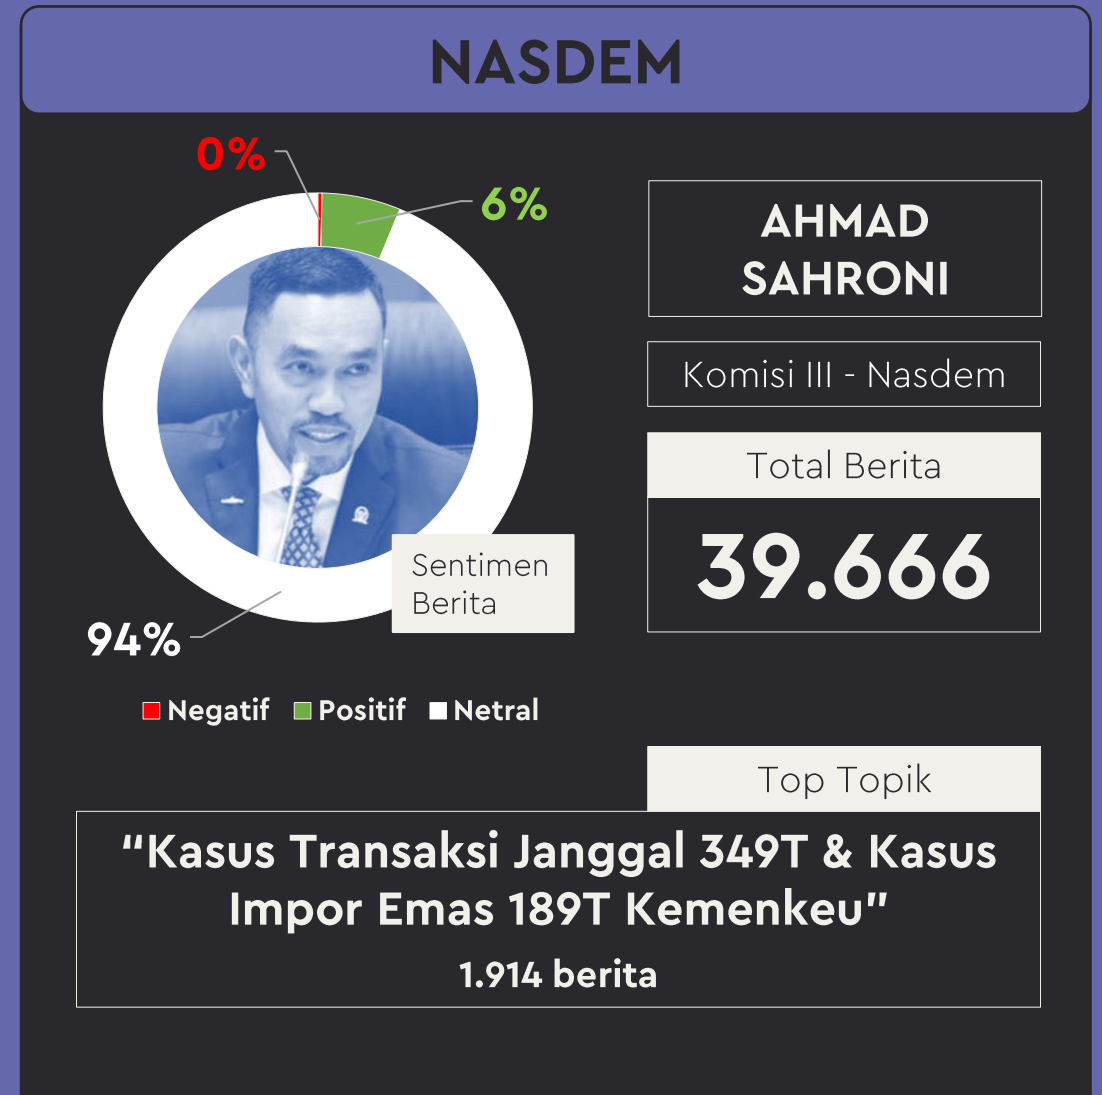 NASDEM
0%
6%
94%
Sentimen
Berita
Negatif Positif Netral
AHMAD
SAHRONI
Komisi III - Nasdem
Total Berita
39.666
Top Topik
“Kasus Transaksi Janggal 349T & Kasus
Impor Emas 189T Kemenkeu”
1.914 berita